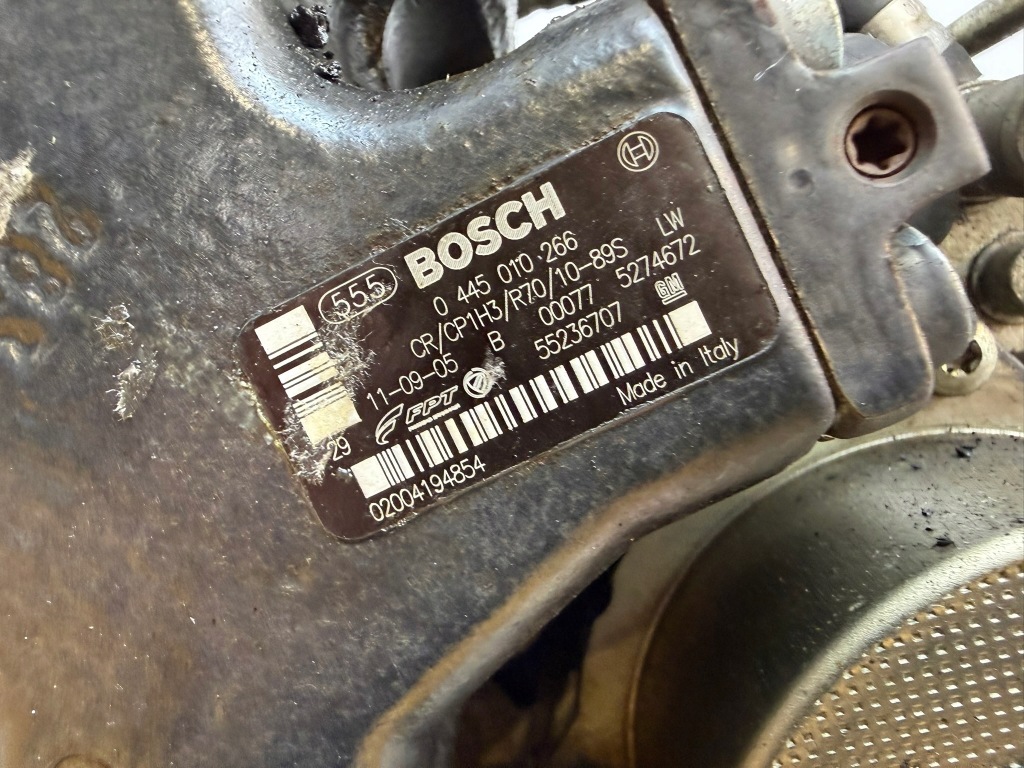 555 BOSCH
0 445 010 266
CR/CP1H3/R70/10-89S LW
11-09-05 B 00077 5274672
FPT 55236707 GM
29
02004194854 Made in Italy